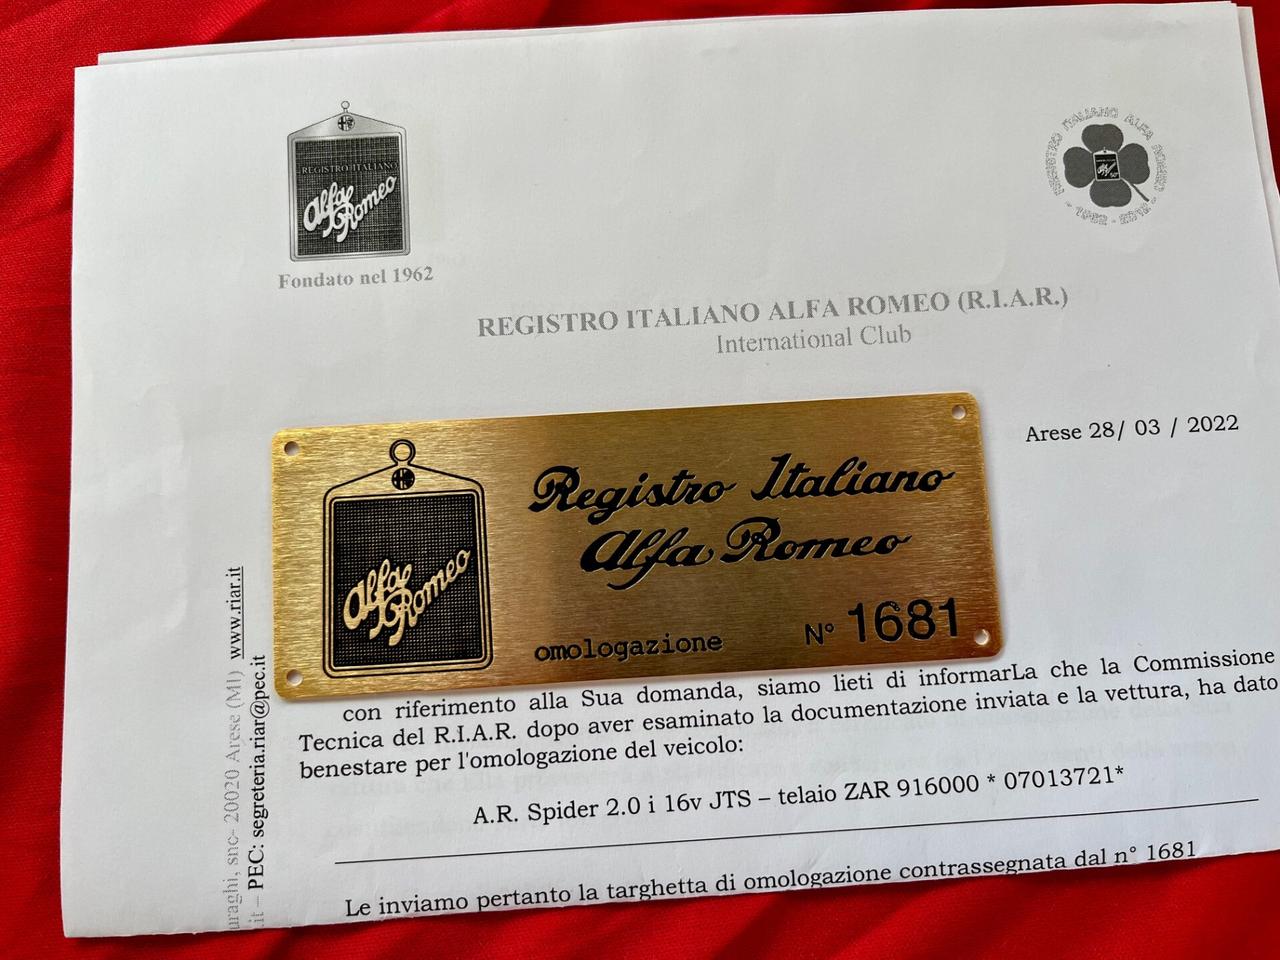 REGISTRO ITALIANO
Alfa
Romeo
Fondato nel 1962
REGISTRO ITALIANO ALFA ROMEO
- 1962 - 2012 -
REGISTRO ITALIANO ALFA ROMEO (R.I.A.R.)
International Club
Arese 28/ 03 / 2022
Alfa
Romeo
Registro Italiano
Alfa Romeo
omologazione N° 1681
con riferimento alla Sua domanda, siamo lieti di informarLa che la Commissione
Tecnica del R.I.A.R. dopo aver esaminato la documentazione inviata e la vettura, ha dato
benestare per l'omologazione del veicolo:
A.R. Spider 2.0 i 16v JTS – telaio ZAR 916000 * 07013721*
Le inviamo pertanto la targhetta di omologazione contrassegnata dal n° 1681
uraghi, snc- 20020 Arese (MI) www.riar.it
.it – PEC: segreteria.riar@pec.it